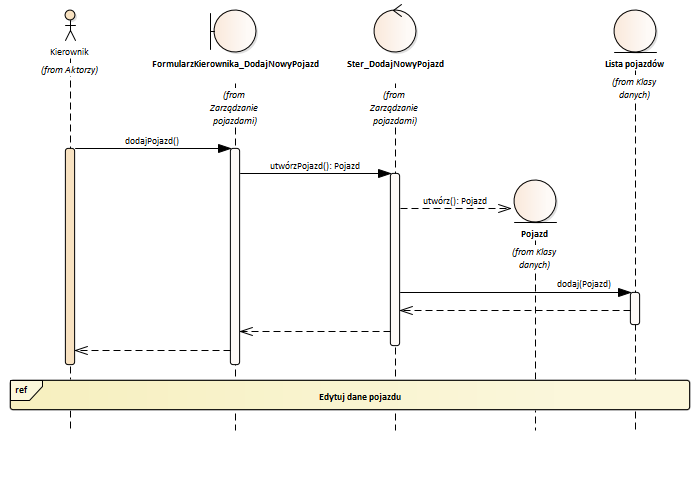 Kierownik
(from Aktorzy)
FormularzKierownika_DodajNowyPojazd
(from
Zarządzanie
pojazdami)
Ster_DodajNowyPojazd
(from
Zarządzanie
pojazdami)
Lista pojazdów
(from Klasy
danych)
dodajPojazd()
utwórzPojazd(): Pojazd
utwórz(): Pojazd
Pojazd
(from Klasy
danych)
dodaj(Pojazd)
ref
Edytuj dane pojazdu